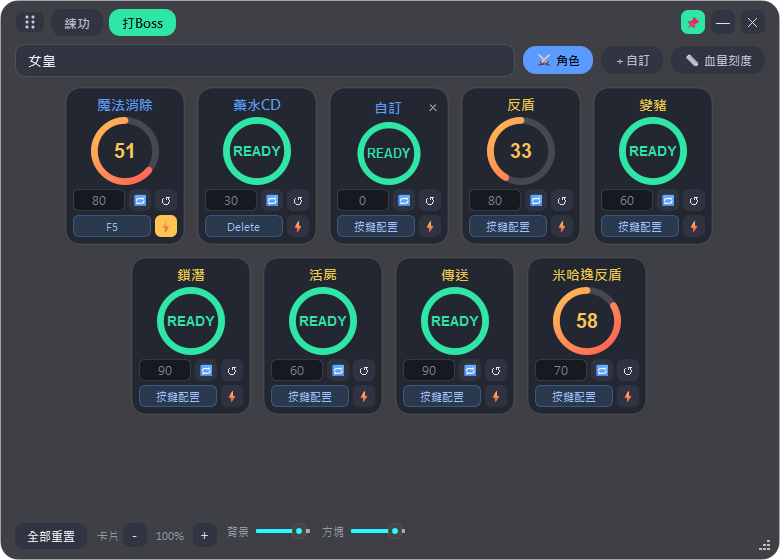 練功 打Boss
女皇 角色 +自訂 血量刻度
魔法消除 藥水CD 自訂 反盾 變豬
51 READY READY 33 READY
80 30 0 80 60
F5 Delete 按鍵配置 按鍵配置 按鍵配置
鎖潛 活屍 傳送 米哈逸反盾
READY READY READY 58
90 60 90 70
按鍵配置 按鍵配置 按鍵配置 按鍵配置
全部重置 卡片 - 100% + 背景 方塊